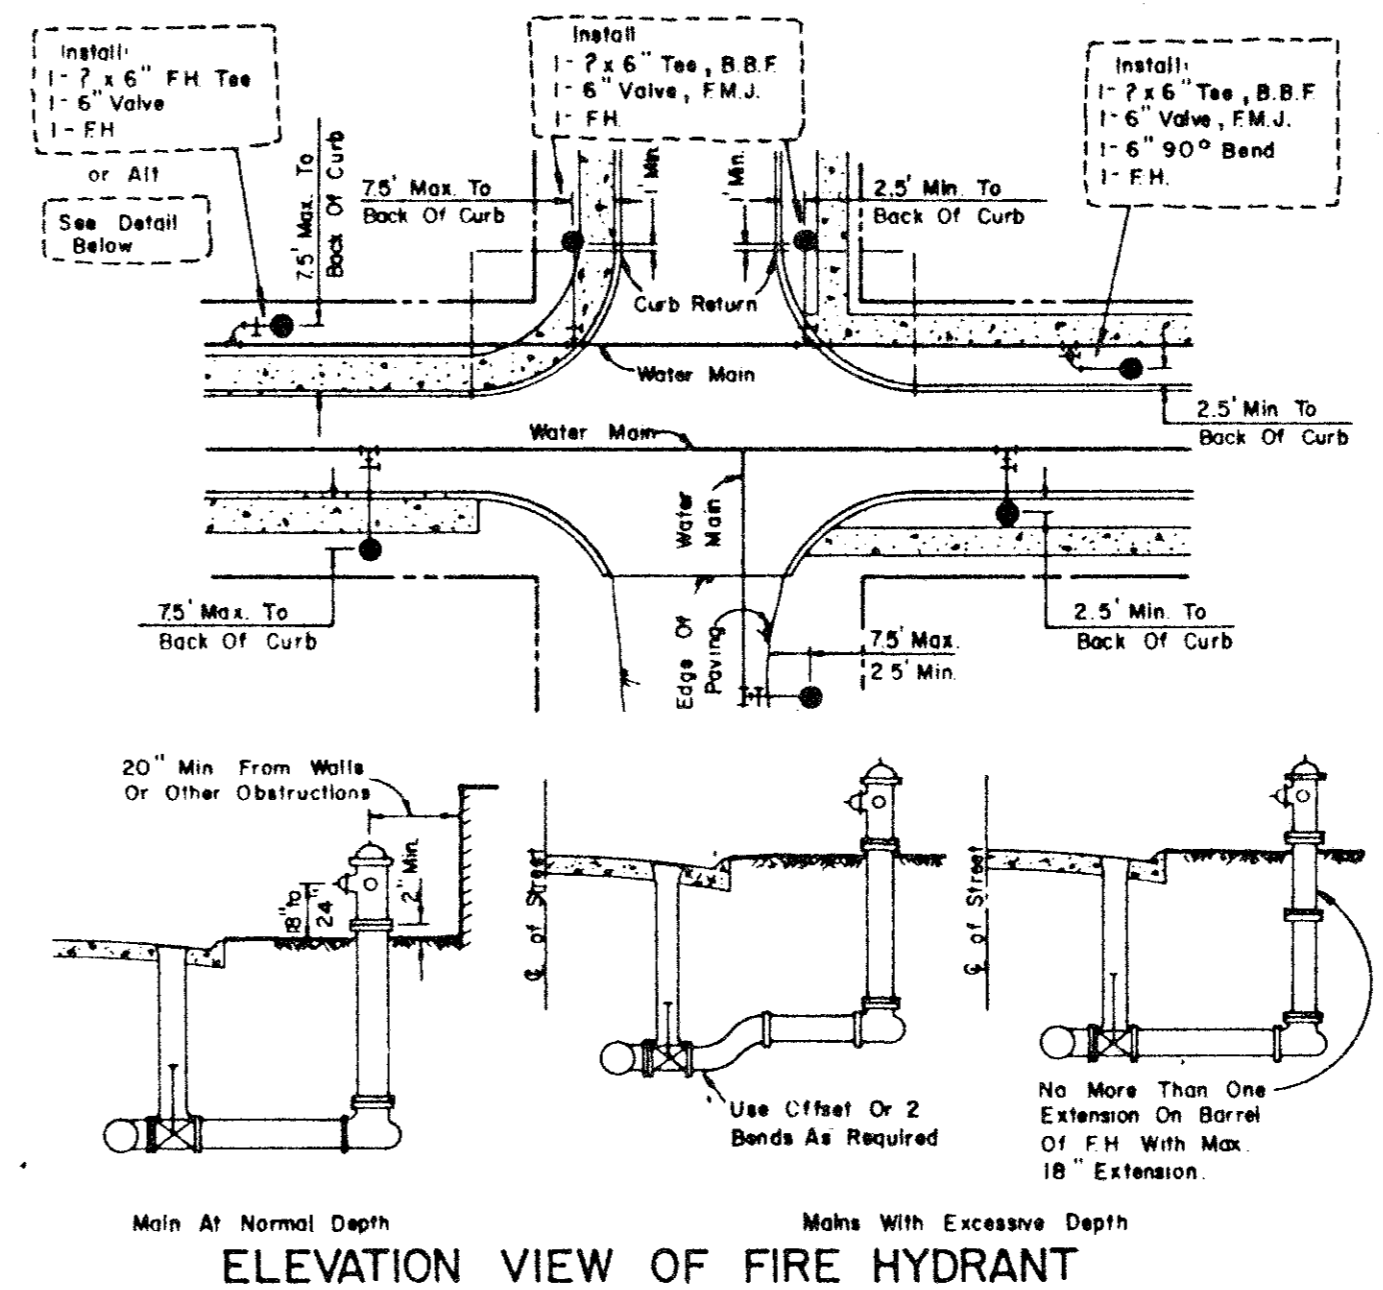 Install:
1- ? x 6" F.H. Tee
1- 6" Valve
1- F.H.
or Alt
See Detail
Below
Install
1- ? x 6" Tee, B.B.F.
1- 6" Valve, F.M.J.
1- F.H.
Install:
1- ? x 6" Tee, B.B.F.
1- 6" Valve, F.M.J.
1- 6" 90° Bend
1- F.H.
7.5' Max. To
Back Of Curb
7.5' Max. To
Back Of Curb
1' Min.
1' Min.
2.5' Min. To
Back Of Curb
Curb Return
Water Main
Water Main
2.5' Min To
Back Of Curb
Water
Main
7.5' Max. To
Back Of Curb
Edge Of
Paving
7.5' Max.
2.5' Min.
2.5' Min. To
Back Of Curb
20" Min From Walls
Or Other Obstructions
18" to
24"
2" Min.
℄ of Street
℄ of Street
Use Offset Or 2
Bends As Required
No More Than One
Extension On Barrel
Of F.H. With Max.
18" Extension.
Main At Normal Depth
Mains With Excessive Depth
ELEVATION VIEW OF FIRE HYDRANT